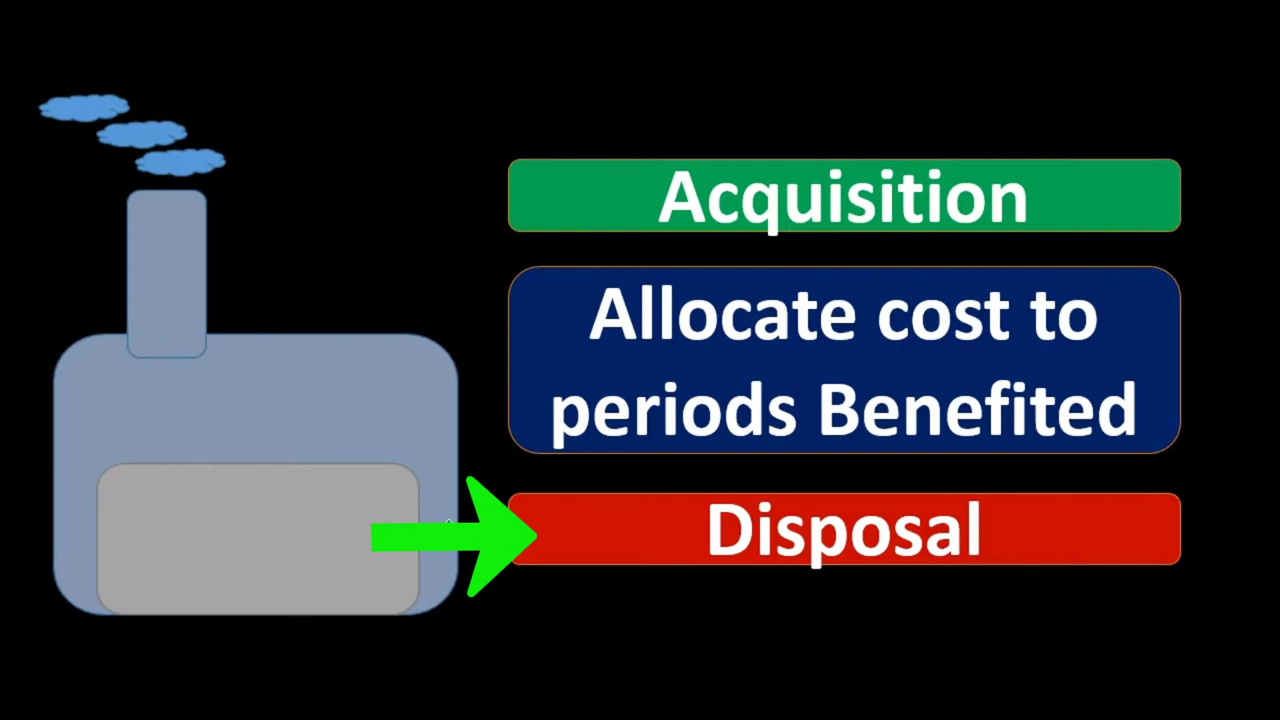 Acquisition
Allocate cost to
periods Benefited
Disposal